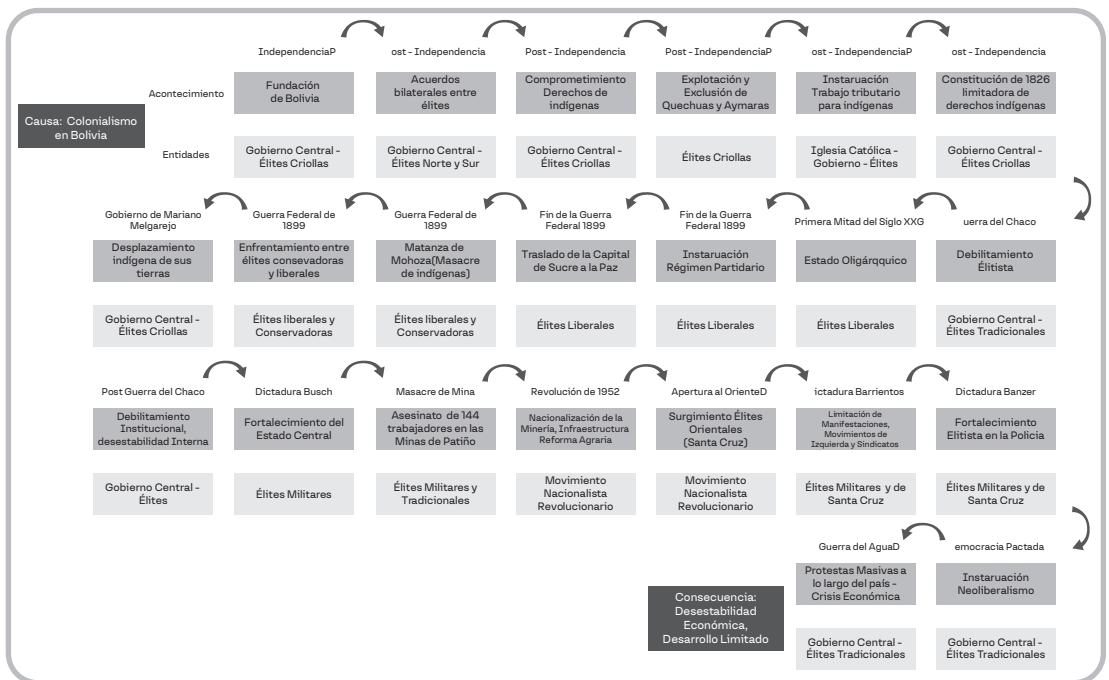 IndependenciaP
ost - Independencia
Post - Independencia
Post - IndependenciaP
ost - IndependenciaP
ost - Independencia
Acontecimiento
Fundación
de Bolivia
Acuerdos
bilaterales entre
élites
Comprometimiento
Derechos de
indígenas
Explotación y
Exclusión de
Quechuas y Aymaras
Instaruación
Trabajo tributario
para indígenas
Constitución de 1826
limitadora de
derechos indígenas
Causa: Colonialismo
en Bolivia
Entidades
Gobierno Central -
Élites Criollas
Gobierno Central -
Élites Norte y Sur
Gobierno Central -
Élites Criollas
Élites Criollas
Iglesia Católica -
Gobierno - Élites
Gobierno Central -
Élites Criollas
Gobierno de Mariano
Melgarejo
Guerra Federal de
1899
Guerra Federal de
1899
Fin de la Guerra
Federal 1899
Fin de la Guerra
Federal 1899
Primera Mitad del Siglo XXG
uerra del Chaco
Desplazamiento
indígena de sus
tierras
Enfrentamiento entre
élites consevadoras
y liberales
Matanza de
Mohoza(Masacre
de indígenas)
Traslado de la Capital
de Sucre a la Paz
Instaruación
Régimen Partidario
Estado Oligárqquico
Debilitamiento
Élitista
Gobierno Central -
Élites Criollas
Élites liberales y
Conservadoras
Élites liberales y
Conservadoras
Élites Liberales
Élites Liberales
Élites Liberales
Gobierno Central -
Élites Tradicionales
Post Guerra del Chaco
Dictadura Busch
Masacre de Mina
Revolución de 1952
Apertura al OrienteD
ictadura Barrientos
Dictadura Banzer
Debilitamiento
Institucional,
desestabilidad Interna
Fortalecimiento del
Estado Central
Asesinato de 144
trabajadores en las
Minas de Patiño
Nacionalización de la
Minería, Infraestructura
Reforma Agraria
Surgimiento Élites
Orientales
(Santa Cruz)
Limitación de
Manifestaciones,
Movimientos de
Izquierda y Sindicatos
Fortalecimiento
Elitista en la Policia
Gobierno Central -
Élites
Élites Militares
Élites Militares y
Tradicionales
Movimiento
Nacionalista
Revolucionario
Movimiento
Nacionalista
Revolucionario
Élites Militares y de
Santa Cruz
Élites Militares y de
Santa Cruz
Guerra del AguaD
emocracia Pactada
Protestas Masivas a
lo largo del país -
Crisis Económica
Instaruación
Neoliberalismo
Consecuencia:
Desestabilidad
Económica,
Desarrollo Limitado
Gobierno Central -
Élites Tradicionales
Gobierno Central -
Élites Tradicionales